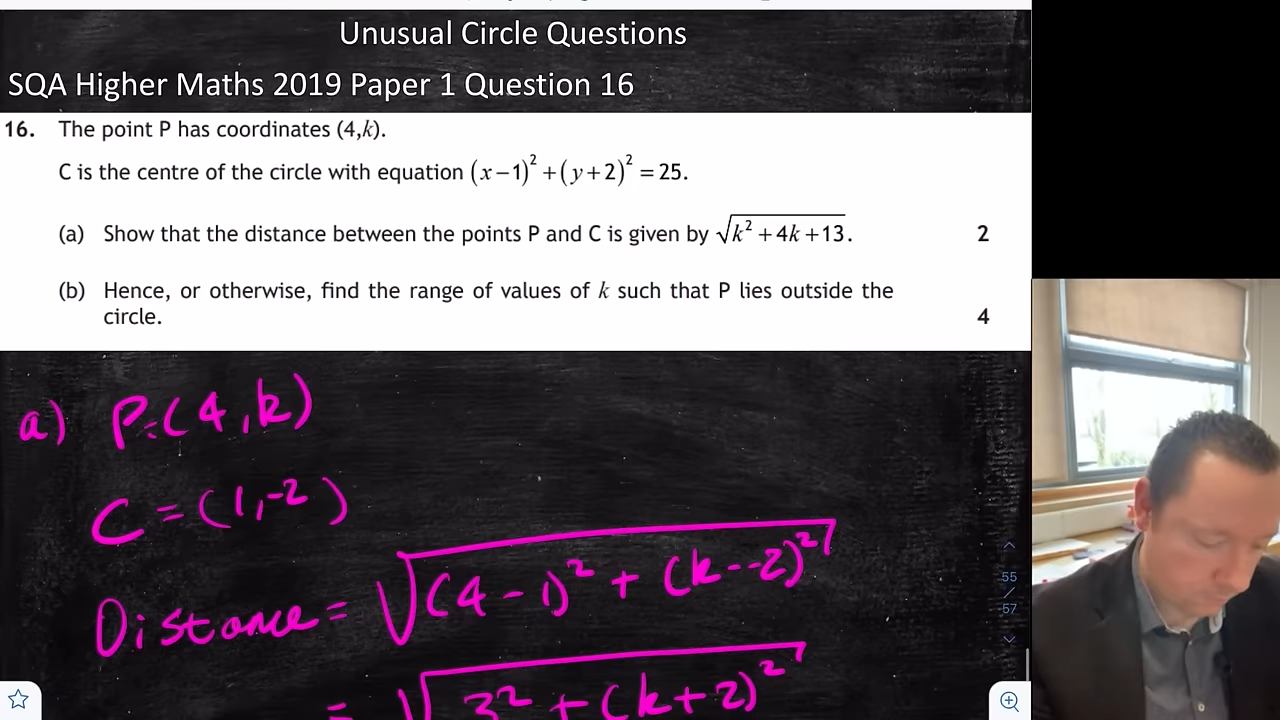 Unusual Circle Questions
SQA Higher Maths 2019 Paper 1 Question 16
16. The point P has coordinates (4,k).
C is the centre of the circle with equation (x−1)² + (y+2)² = 25.
(a) Show that the distance between the points P and C is given by √(k² + 4k + 13). 2
(b) Hence, or otherwise, find the range of values of k such that P lies outside the
circle. 4
a) P:(4,k)
C = (1,-2)
Distance = √((4-1)² + (k--2)²)
= √(3² + (k+2)²)
55
/
57